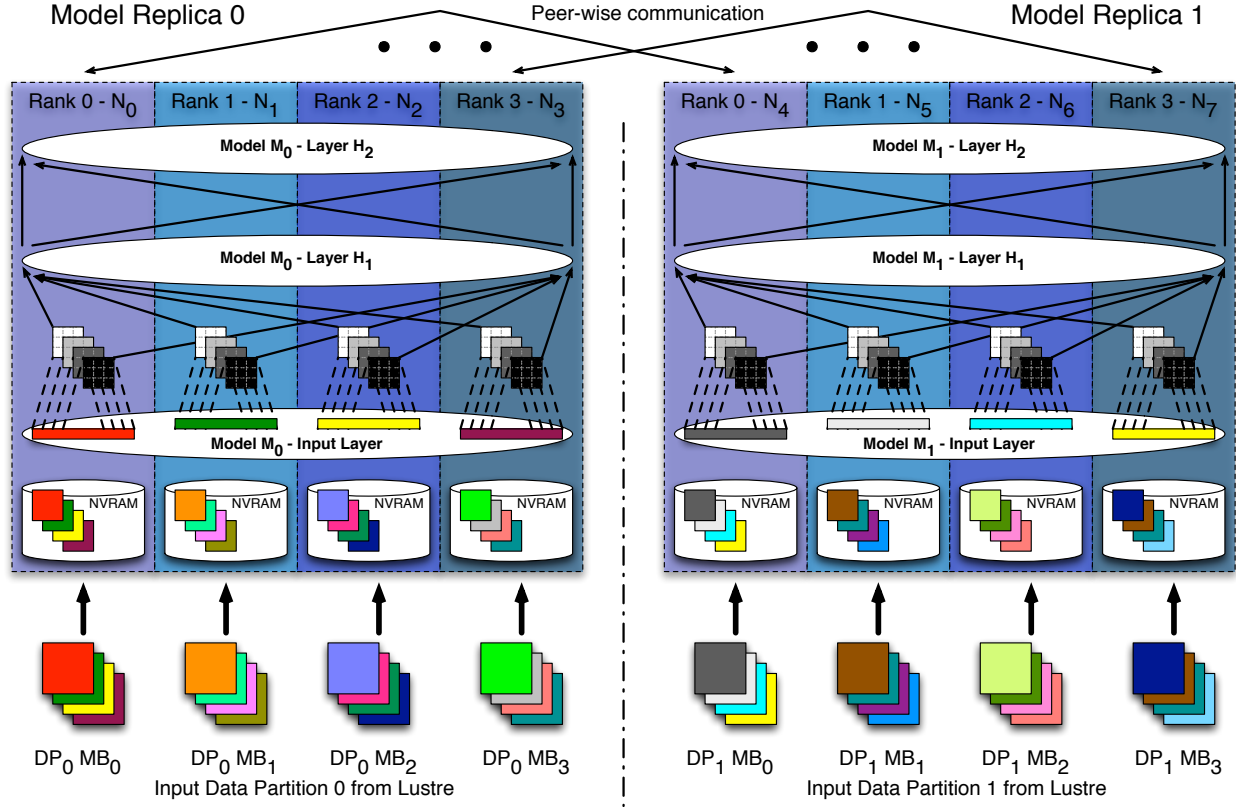 Model Replica 0
Peer-wise communication
Model Replica 1
Rank 0 - N0
Rank 1 - N1
Rank 2 - N2
Rank 3 - N3
Rank 0 - N4
Rank 1 - N5
Rank 2 - N6
Rank 3 - N7
Model M0 - Layer H2
Model M1 - Layer H2
Model M0 - Layer H1
Model M1 - Layer H1
Model M0 - Input Layer
Model M1 - Input Layer
NVRAM
NVRAM
NVRAM
NVRAM
NVRAM
NVRAM
NVRAM
NVRAM
DP0 MB0
DP0 MB1
DP0 MB2
DP0 MB3
DP1 MB0
DP1 MB1
DP1 MB2
DP1 MB3
Input Data Partition 0 from Lustre
Input Data Partition 1 from Lustre